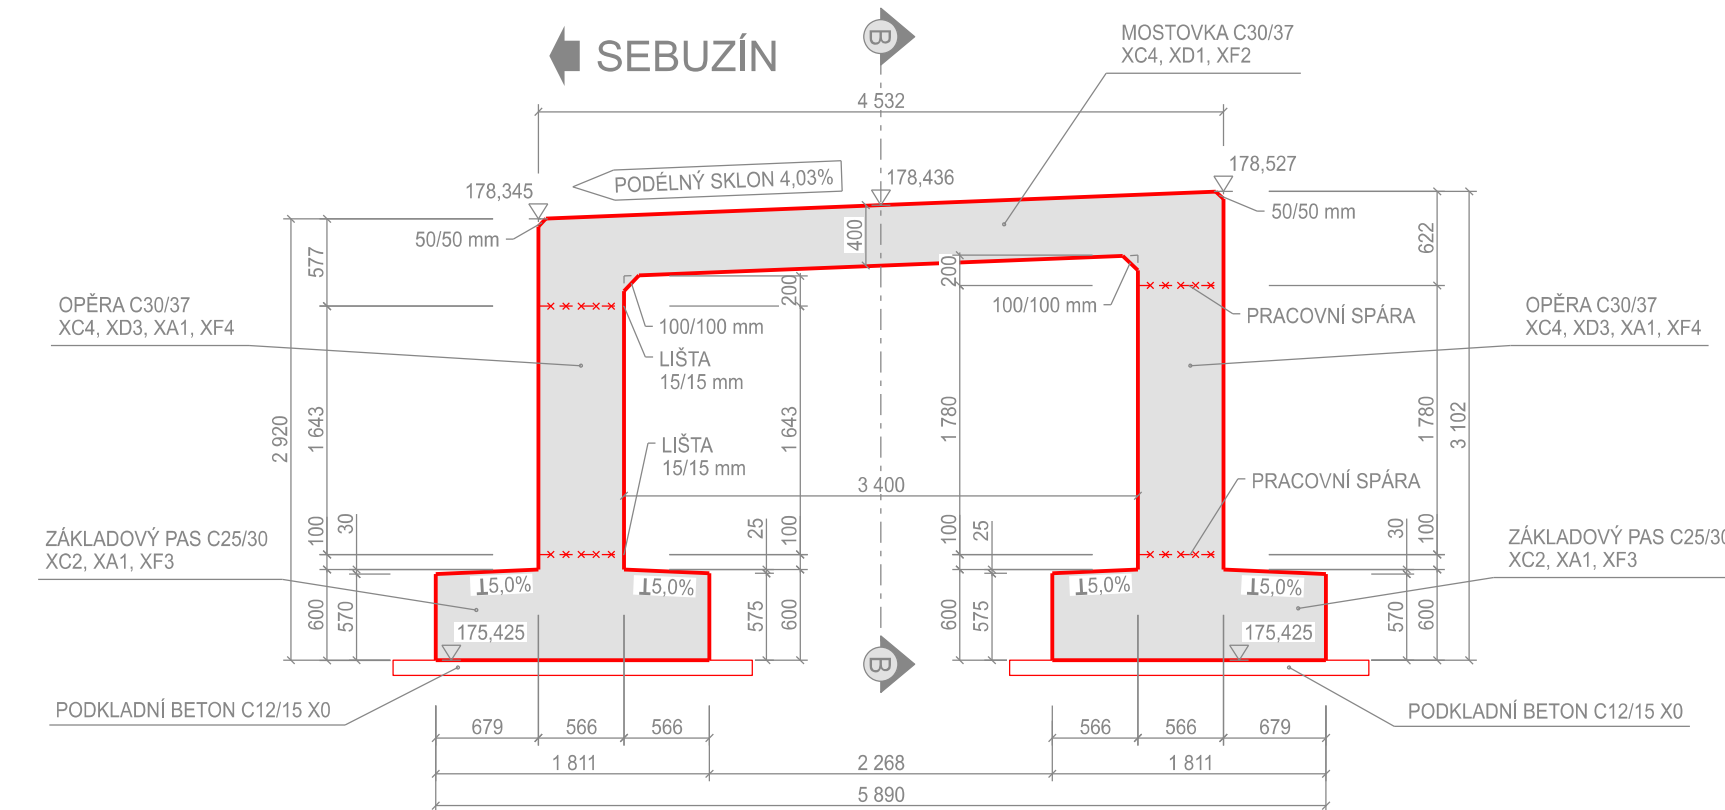 SEBUZÍN
B
MOSTOVKA C30/37
XC4, XD1, XF2
4 532
178,345
PODÉLNÝ SKLON 4,03%
178,436
178,527
50/50 mm
50/50 mm
577
400
200
200
622
OPĚRA C30/37
XC4, XD3, XA1, XF4
100/100 mm
100/100 mm
PRACOVNÍ SPÁRA
OPĚRA C30/37
XC4, XD3, XA1, XF4
LIŠTA
15/15 mm
2 920
1 643
1 643
1 780
1 780
3 102
LIŠTA
15/15 mm
3 400
PRACOVNÍ SPÁRA
100
30
25
100
100
25
30
100
ZÁKLADOVÝ PAS C25/30
XC2, XA1, XF3
ZÁKLADOVÝ PAS C25/30
XC2, XA1, XF3
5,0%
5,0%
5,0%
5,0%
600
570
575
600
600
575
570
600
175,425
175,425
B
PODKLADNÍ BETON C12/15 X0
PODKLADNÍ BETON C12/15 X0
679
566
566
566
566
679
1 811
2 268
1 811
5 890